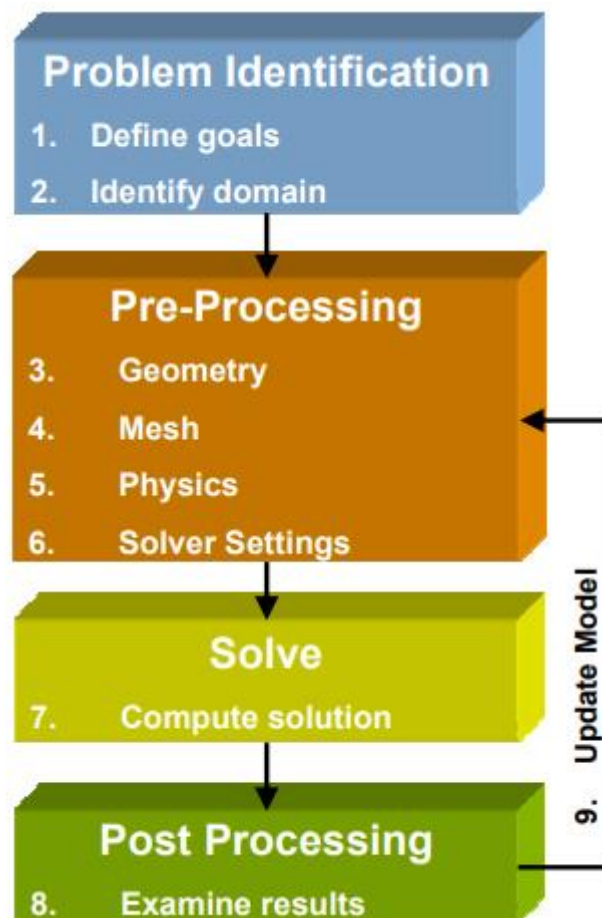 Problem Identification
1. Define goals
2. Identify domain
Pre-Processing
3. Geometry
4. Mesh
5. Physics
6. Solver Settings
Solve
7. Compute solution
Post Processing
8. Examine results
9. Update Model